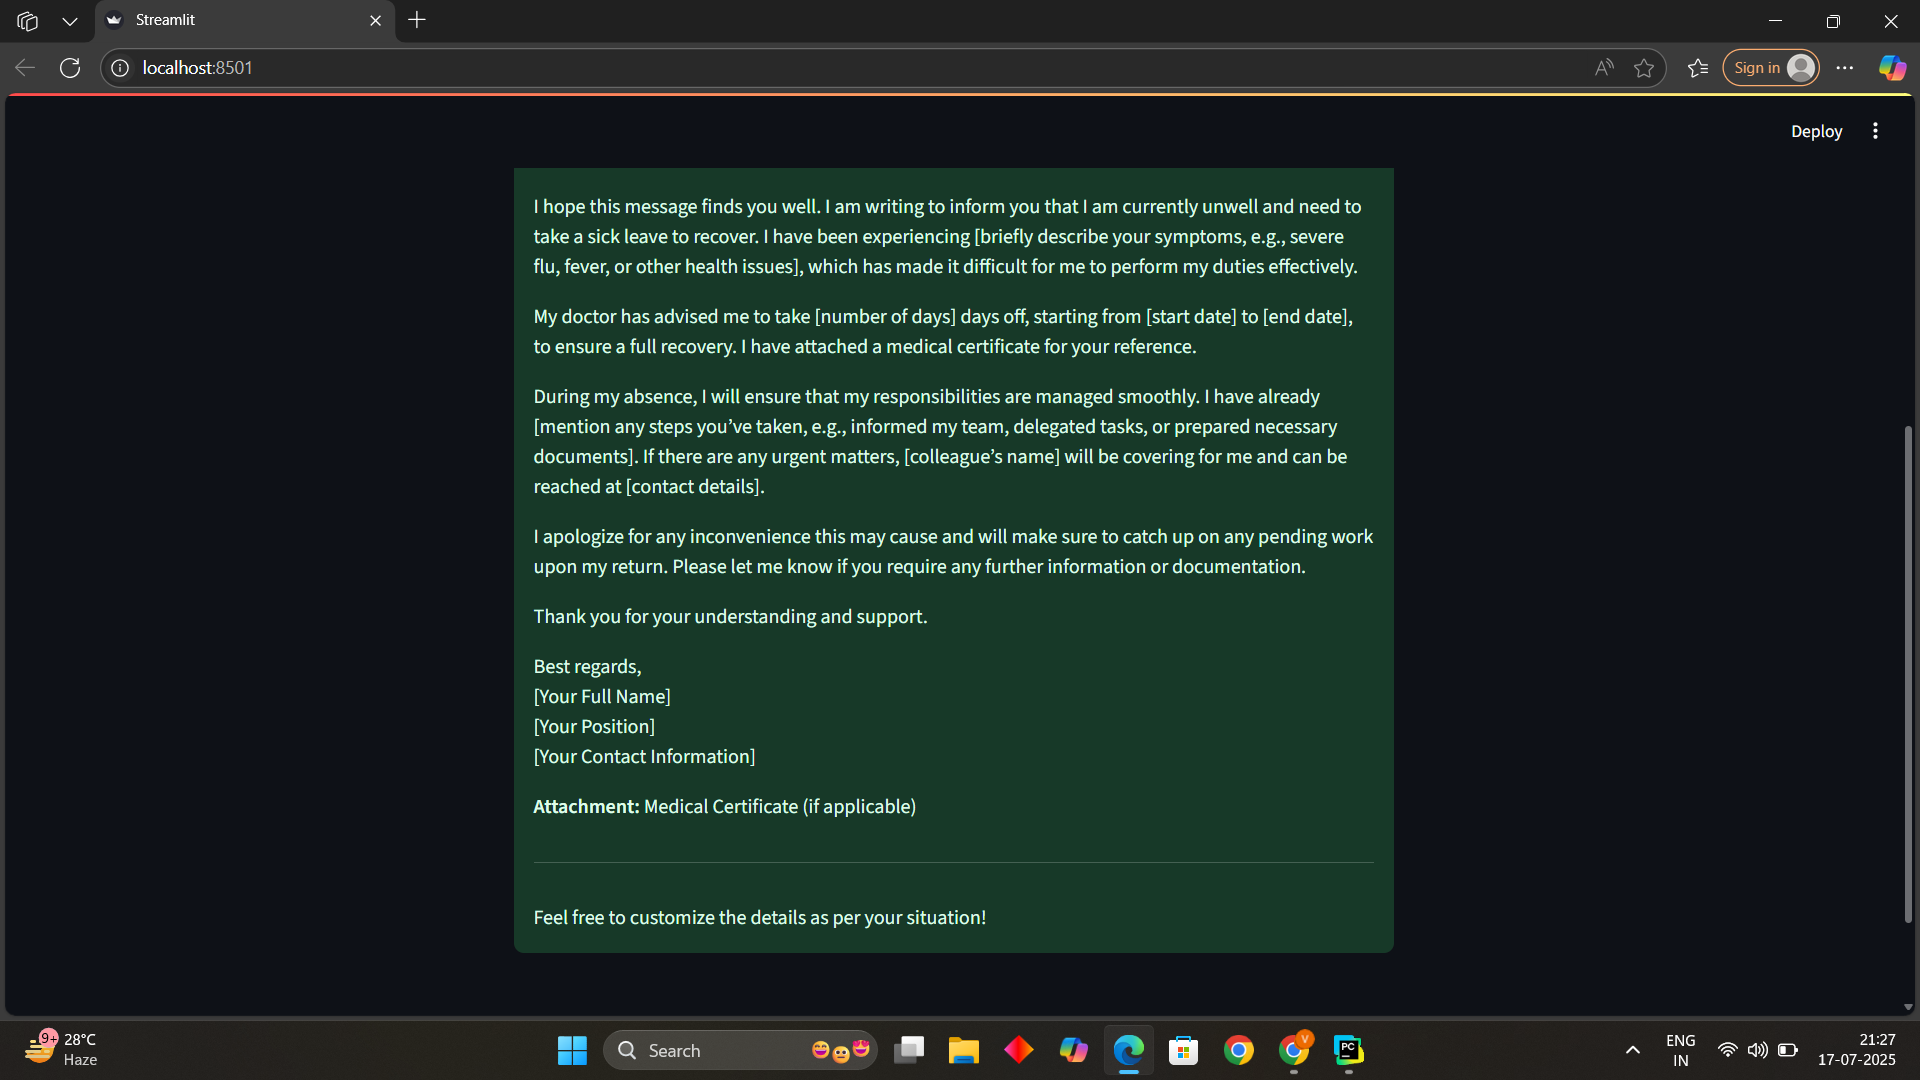 Streamlit
localhost:8501
Sign in
Deploy
I hope this message finds you well. I am writing to inform you that I am currently unwell and need to
take a sick leave to recover. I have been experiencing [briefly describe your symptoms, e.g., severe
flu, fever, or other health issues], which has made it difficult for me to perform my duties effectively.
My doctor has advised me to take [number of days] days off, starting from [start date] to [end date],
to ensure a full recovery. I have attached a medical certificate for your reference.
During my absence, I will ensure that my responsibilities are managed smoothly. I have already
[mention any steps you’ve taken, e.g., informed my team, delegated tasks, or prepared necessary
documents]. If there are any urgent matters, [colleague’s name] will be covering for me and can be
reached at [contact details].
I apologize for any inconvenience this may cause and will make sure to catch up on any pending work
upon my return. Please let me know if you require any further information or documentation.
Thank you for your understanding and support.
Best regards,
[Your Full Name]
[Your Position]
[Your Contact Information]
Attachment: Medical Certificate (if applicable)
Feel free to customize the details as per your situation!
9+
28°C
Haze
Search
V
PC
ENG
IN
21:27
17-07-2025